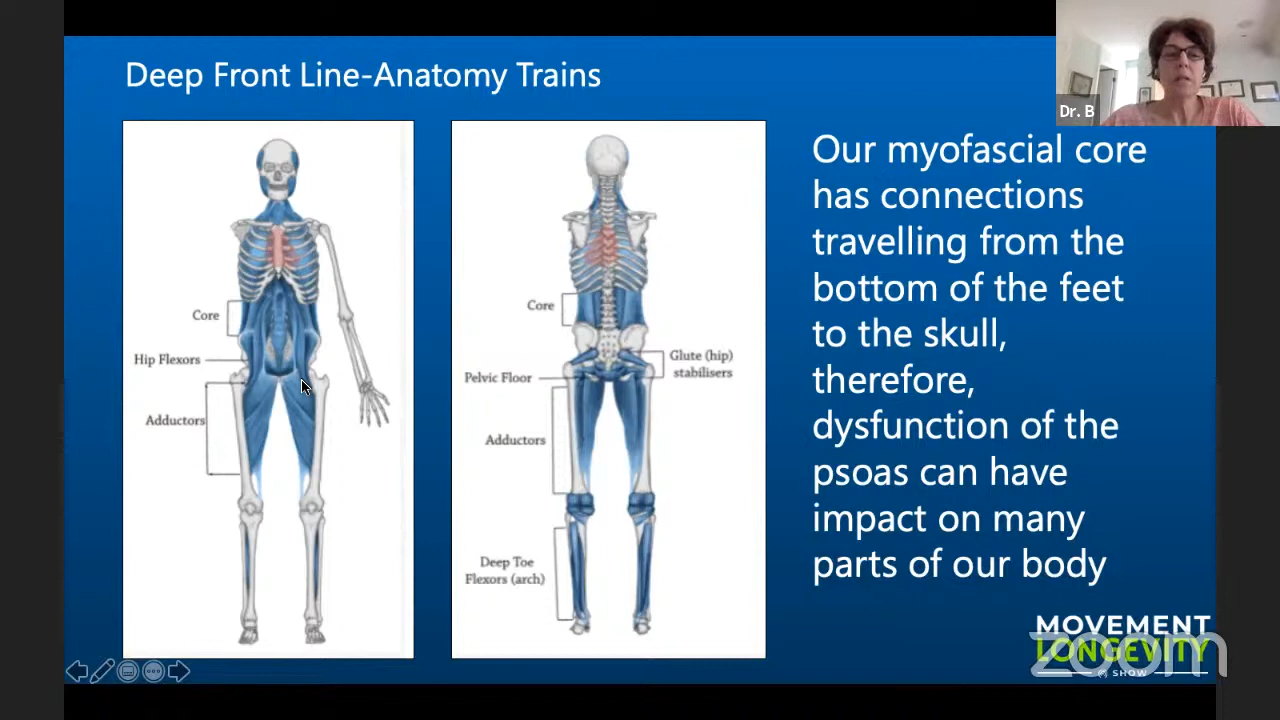 Deep Front Line-Anatomy Trains
Dr. B
Core
Hip Flexors
Adductors
Core
Pelvic Floor
Glute (hip)
stabilisers
Adductors
Deep Toe
Flexors (arch)
Our myofascial core
has connections
travelling from the
bottom of the feet
to the skull,
therefore,
dysfunction of the
psoas can have
impact on many
parts of our body
MOVEMENT
LONGEVITY
SHOW
zoom